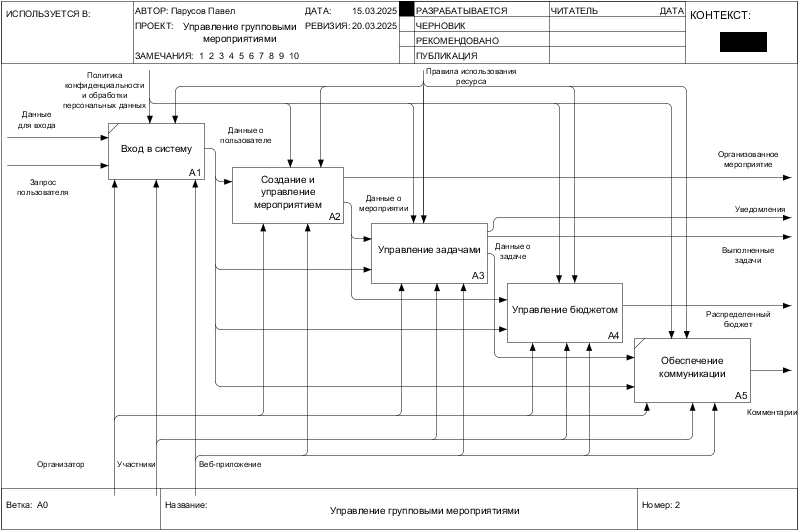 ИСПОЛЬЗУЕТСЯ В:
АВТОР: Парусов Павел
ДАТА: 15.03.2025
ПРОЕКТ: Управление групповыми
мероприятиями
РЕВИЗИЯ: 20.03.2025
ЗАМЕЧАНИЯ: 1 2 3 4 5 6 7 8 9 10
РАЗРАБАТЫВАЕТСЯ
ЧЕРНОВИК
РЕКОМЕНДОВАНО
ПУБЛИКАЦИЯ
ЧИТАТЕЛЬ
ДАТА
КОНТЕКСТ:
Политика
конфиденциальности
и обработки
персональных данных
Правила использования
ресурса
Данные
для входа
Запрос
пользователя
Вход в систему
A1
Данные о
пользователе
Создание и
управление
мероприятием
A2
Данные о
мероприятии
Управление задачами
A3
Данные о
задаче
Управление бюджетом
A4
Обеспечение
коммуникации
A5
Организованное
мероприятие
Уведомления
Выполненные
задачи
Распределенный
бюджет
Комментарии
Организатор
Участники
Веб-приложение
Ветка: A0
Название:
Управление групповыми мероприятиями
Номер: 2